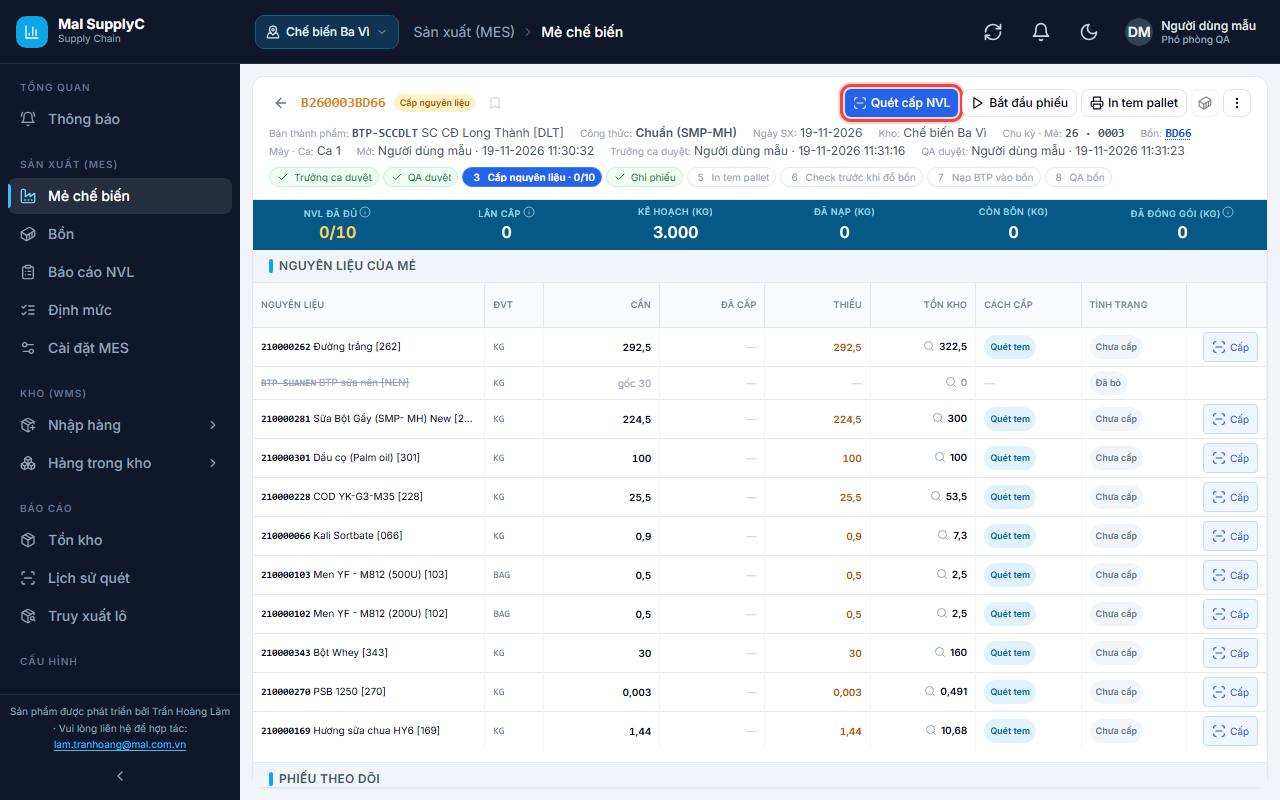 Mal SupplyC
Supply Chain
Chế biến Ba Vì
Sản xuất (MES) > Mẻ chế biến
DM
Người dùng mẫu
Phó phòng QA
TỔNG QUAN
Thông báo
SẢN XUẤT (MES)
Mẻ chế biến
Bồn
Báo cáo NVL
Định mức
Cài đặt MES
KHO (WMS)
Nhập hàng
Hàng trong kho
BÁO CÁO
Tồn kho
Lịch sử quét
Truy xuất lô
CẤU HÌNH
Sản phẩm được phát triển bởi Trần Hoàng Lâm
· Vui lòng liên hệ để hợp tác:
lam.tranhoang@mal.com.vn
B260003BD66 Cấp nguyên liệu
Quét cấp NVL
Bắt đầu phiếu
In tem pallet
Bán thành phẩm: BTP-SCCDLT SC CĐ Long Thành [DLT] Công thức: Chuẩn (SMP-MH) Ngày SX: 19-11-2026 Kho: Chế biến Ba Vì Chu kỳ · Mẻ: 26 · 0003 Bồn: BD66
Máy · Ca: Ca 1 Mở: Người dùng mẫu · 19-11-2026 11:30:32 Trưởng ca duyệt: Người dùng mẫu · 19-11-2026 11:31:16 QA duyệt: Người dùng mẫu · 19-11-2026 11:31:23
Trưởng ca duyệt QA duyệt 3 Cấp nguyên liệu · 0/10 Ghi phiếu 5 In tem pallet 6 Check trước khi đổ bồn 7 Nạp BTP vào bồn 8 QA bồn
NVL ĐÃ ĐỦ LẦN CẤP KẾ HOẠCH (KG) ĐÃ NẠP (KG) CÒN BỒN (KG) ĐÃ ĐÓNG GÓI (KG)
0/10 0 3.000 0 0 0
NGUYÊN LIỆU CỦA MẺ
NGUYÊN LIỆU ĐVT CẦN ĐÃ CẤP THIẾU TỒN KHO CÁCH CẤP TÌNH TRẠNG
210000262 Đường trắng [262] KG 292,5 — 292,5 322,5 Quét tem Chưa cấp Cấp
BTP-SUANEN BTP sữa nền [NEN] KG gốc 30 — — 0 — Đã bỏ
210000281 Sữa Bột Gầy (SMP- MH) New [2... KG 224,5 — 224,5 300 Quét tem Chưa cấp Cấp
210000301 Dầu cọ (Palm oil) [301] KG 100 — 100 100 Quét tem Chưa cấp Cấp
210000228 COD YK-G3-M35 [228] KG 25,5 — 25,5 53,5 Quét tem Chưa cấp Cấp
210000066 Kali Sortbate [066] KG 0,9 — 0,9 7,3 Quét tem Chưa cấp Cấp
210000103 Men YF - M812 (500U) [103] BAG 0,5 — 0,5 2,5 Quét tem Chưa cấp Cấp
210000102 Men YF - M812 (200U) [102] BAG 0,5 — 0,5 2,5 Quét tem Chưa cấp Cấp
210000343 Bột Whey [343] KG 30 — 30 160 Quét tem Chưa cấp Cấp
210000270 PSB 1250 [270] KG 0,003 — 0,003 0,491 Quét tem Chưa cấp Cấp
210000169 Hương sữa chua HY6 [169] KG 1,44 — 1,44 10,68 Quét tem Chưa cấp Cấp
PHIẾU THEO DÕI